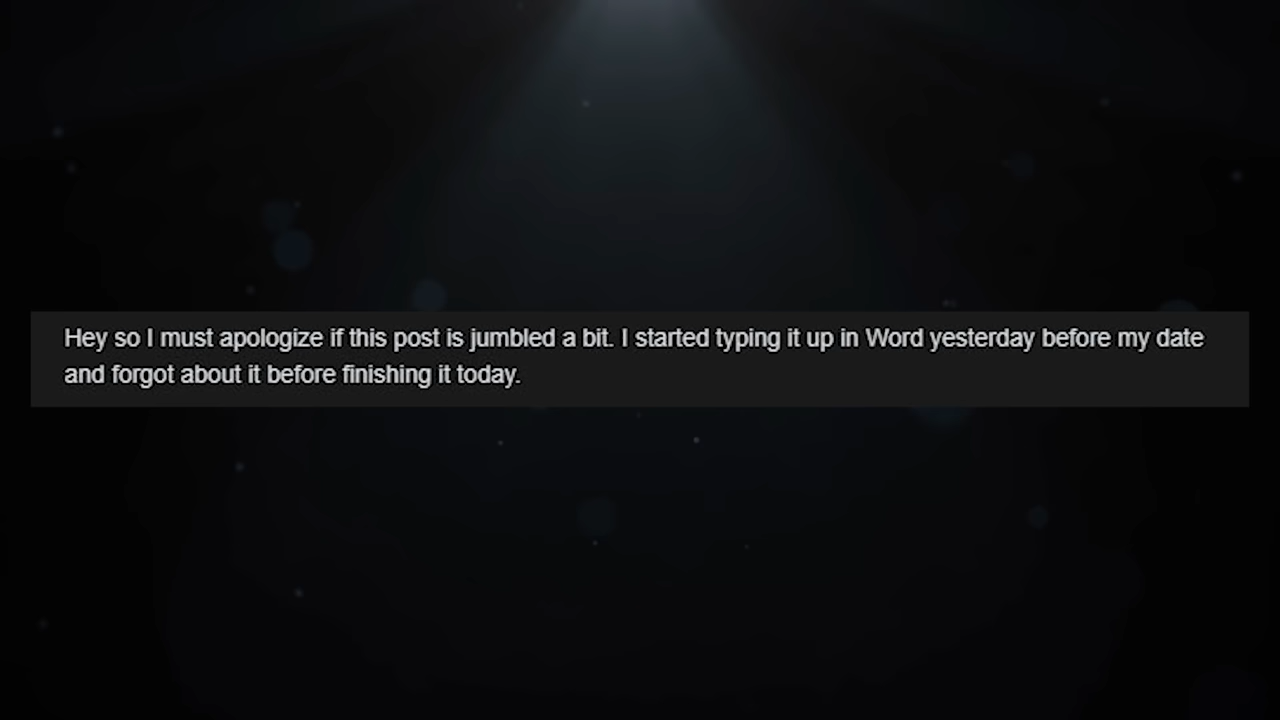 Hey so I must apologize if this post is jumbled a bit. I started typing it up in Word yesterday before my date
and forgot about it before finishing it today.